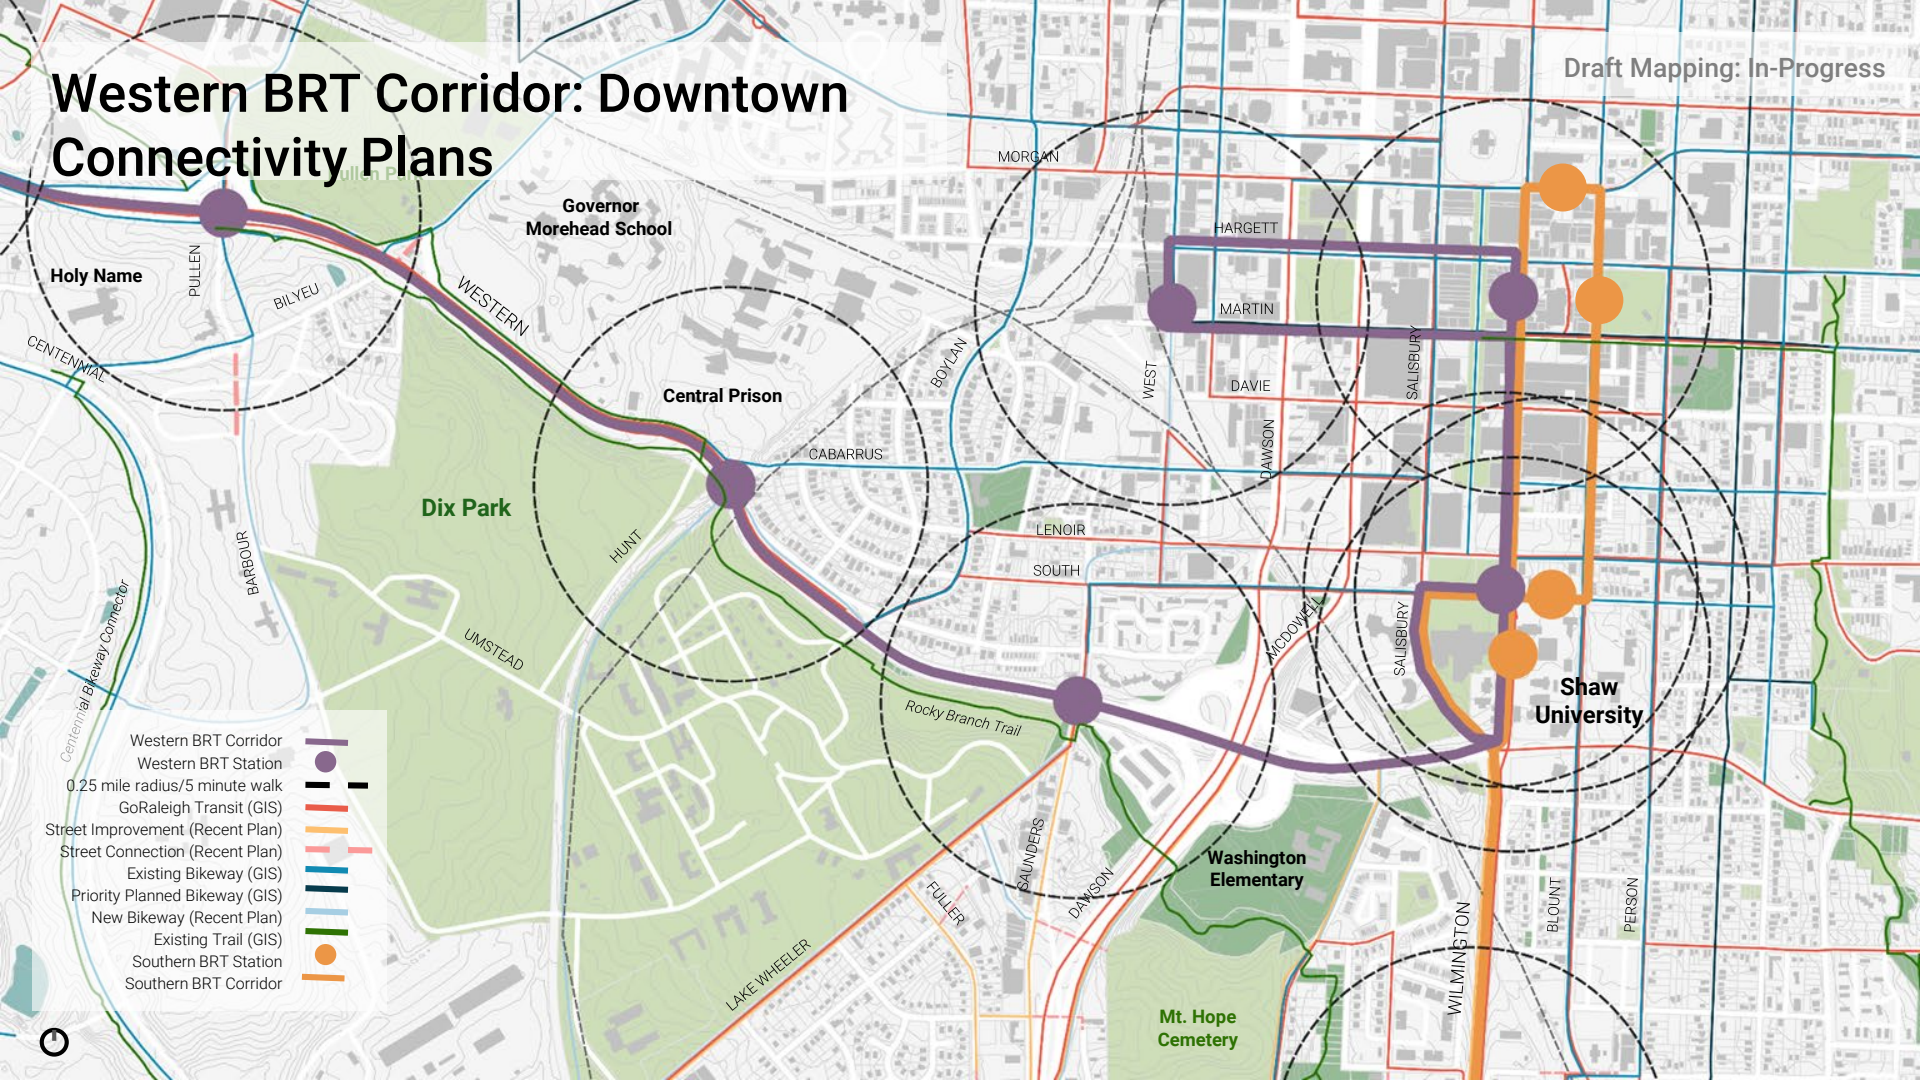 Western BRT Corridor: Downtown
Connectivity Plans
Draft Mapping: In-Progress
Pullen Park
MORGAN
Governor
Morehead School
HARGETT
Holy Name
PULLEN
BILYEU
WESTERN
MARTIN
CENTENNIAL
BOYLAN
SALISBURY
WEST
DAVIE
Central Prison
DAWSON
CABARRUS
Dix Park
HUNT
LENOIR
BARBOUR
SOUTH
Centennial Bikeway Connector
UMSTEAD
MCDOWELL
SALISBURY
Shaw
University
Rocky Branch Trail
Western BRT Corridor
Western BRT Station
0.25 mile radius/5 minute walk
GoRaleigh Transit (GIS)
Street Improvement (Recent Plan)
Street Connection (Recent Plan)
Existing Bikeway (GIS)
Priority Planned Bikeway (GIS)
New Bikeway (Recent Plan)
Existing Trail (GIS)
Southern BRT Station
Southern BRT Corridor
SAUNDERS
Washington
Elementary
FULLER
DAWSON
BLOUNT
PERSON
WILMINGTON
LAKE WHEELER
Mt. Hope
Cemetery